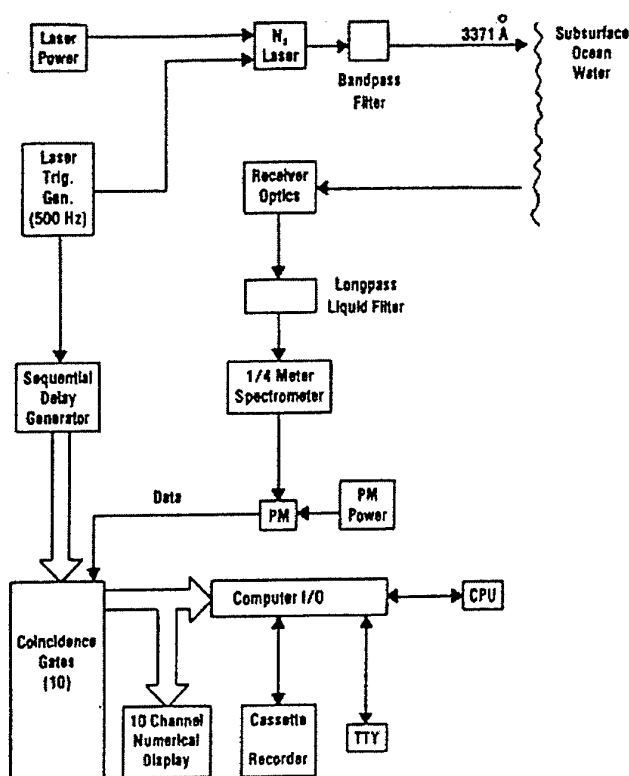 Laser
Power
N₂
Laser
Bandpass
Filter
3371 Å
Subsurface
Ocean
Water
Laser
Trig.
Gen.
(500 Hz)
Receiver
Optics
Longpass
Liquid Filter
Sequential
Delay
Generator
1/4 Meter
Spectrometer
Data
PM
PM
Power
Coincidence
Gates
(10)
Computer I/O
CPU
10 Channel
Numerical
Display
Cassette
Recorder
TTY